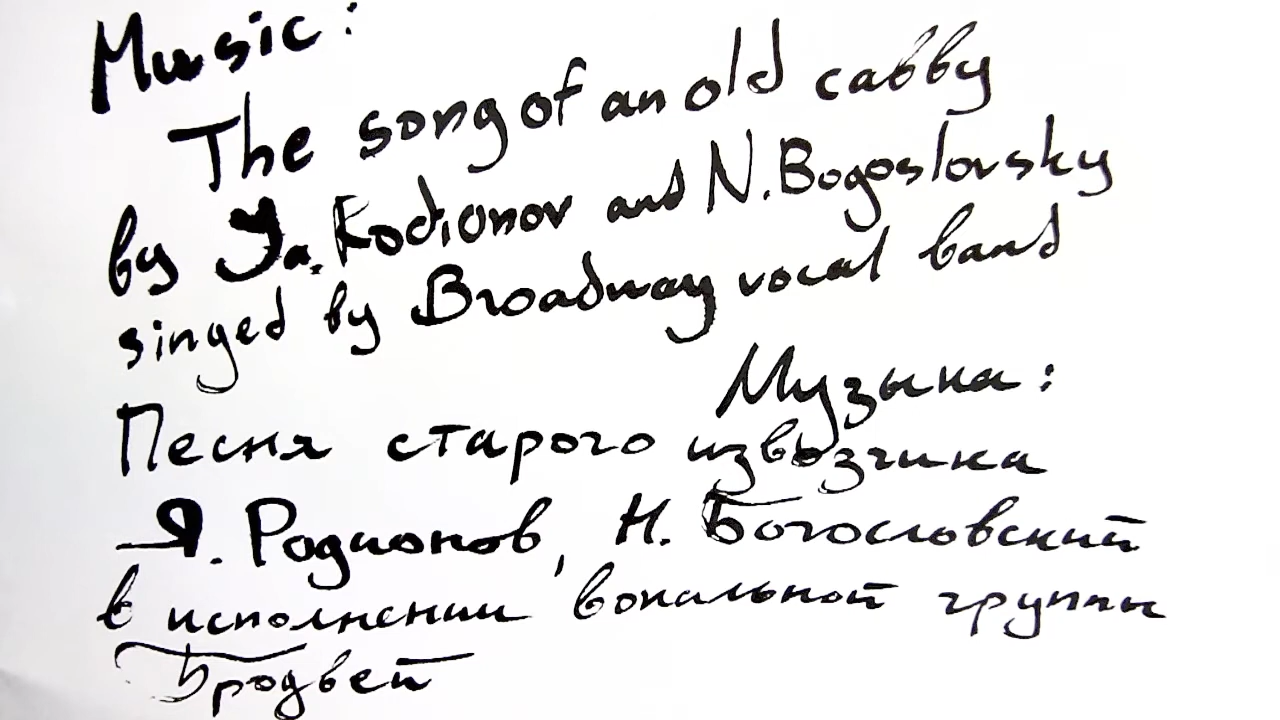 Music:
The song of an old cabby
by Ya. Rodionov and N. Bogoslovsky
singed by Broadway vocal band
Музыка:
Песня старого извозчика
Я. Родионов, Н. Богословский
в исполнении вокальной группы
Бродвей